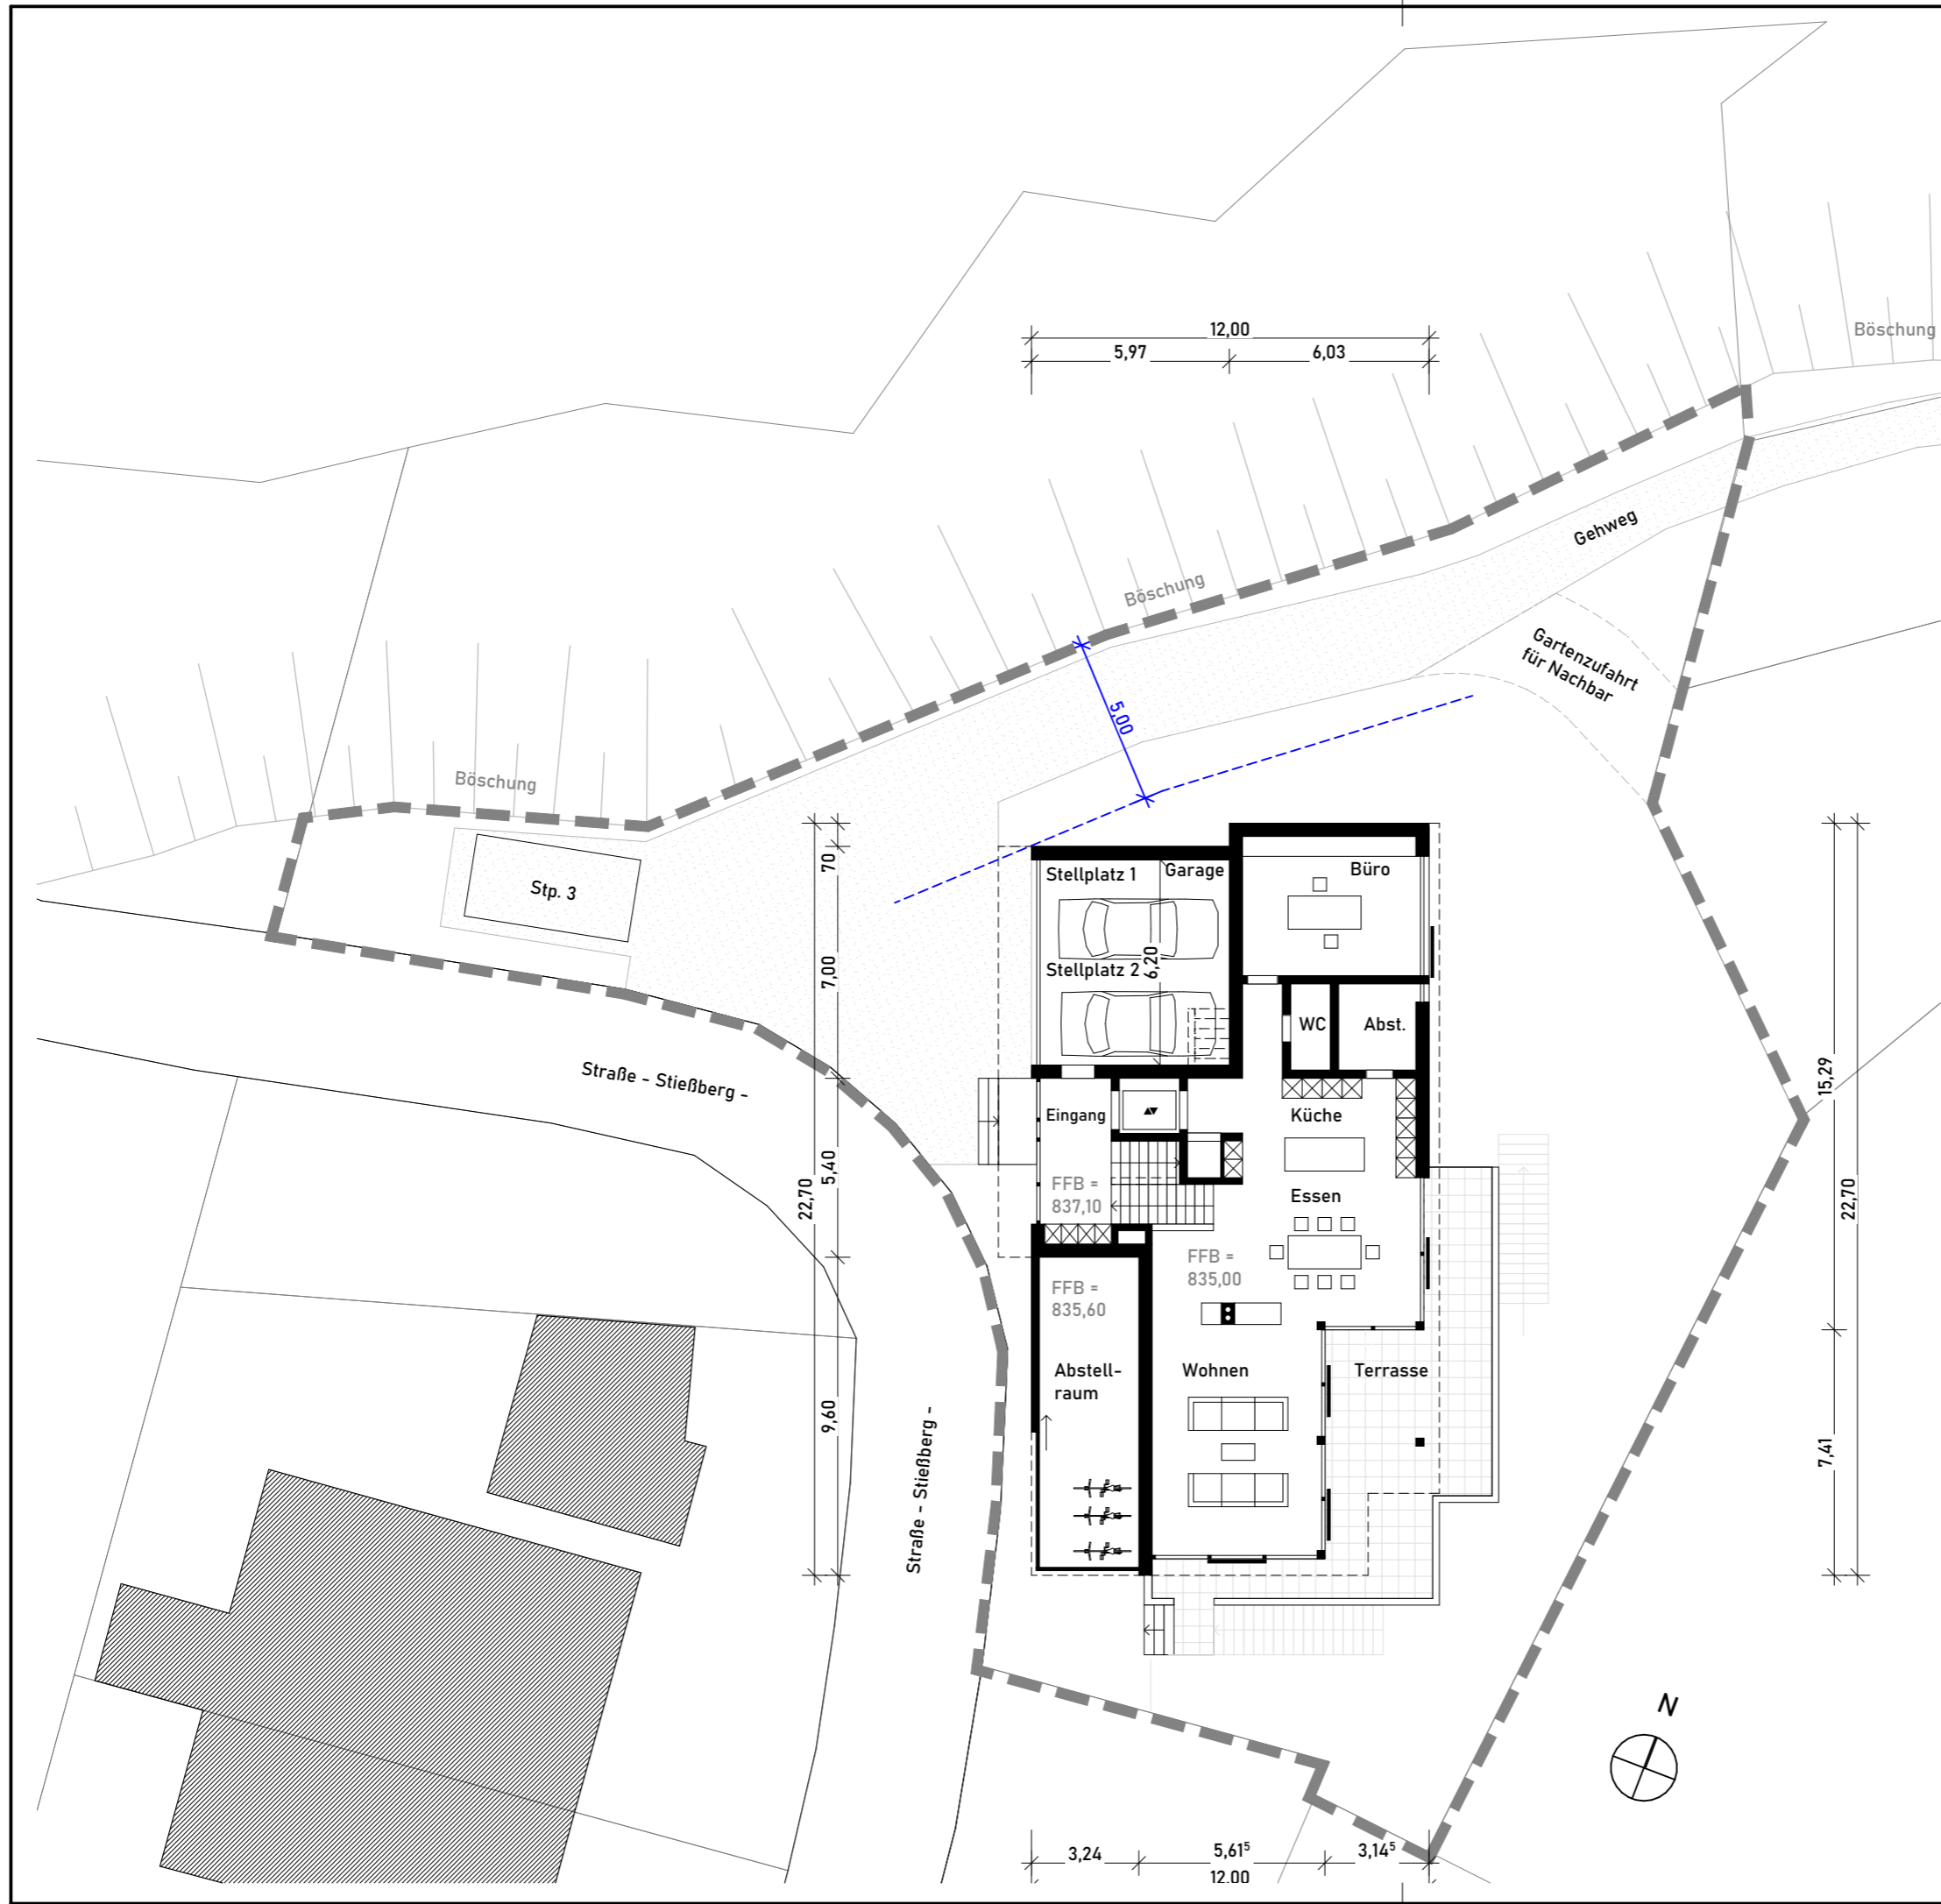 12,00
5,97
6,03
Böschung
Gehweg
Böschung
Gartenzufahrt
für Nachbar
5,00
Böschung
70
Stellplatz 1
Garage
Büro
Stp. 3
7,00
6,20
Stellplatz 2
WC
Abst.
Straße - Stießberg -
15,29
Eingang
Küche
5,40
22,70
FFB =
837,10
Essen
22,70
FFB =
835,00
FFB =
835,60
Abstell-
raum
Wohnen
Terrasse
9,60
7,41
Straße - Stießberg -
N
3,24
5,61⁵
3,14⁵
12,00